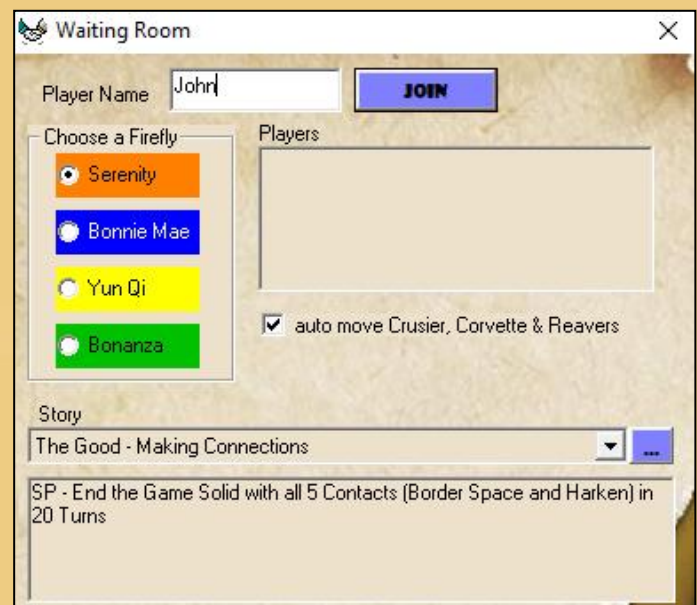 Waiting Room
Player Name John JOIN
Choose a Firefly
Serenity
Bonnie Mae
Yun Qi
Bonanza
Players
auto move Crusier, Corvette & Reavers
Story
The Good - Making Connections ...
SP - End the Game Solid with all 5 Contacts (Border Space and Harken) in
20 Turns